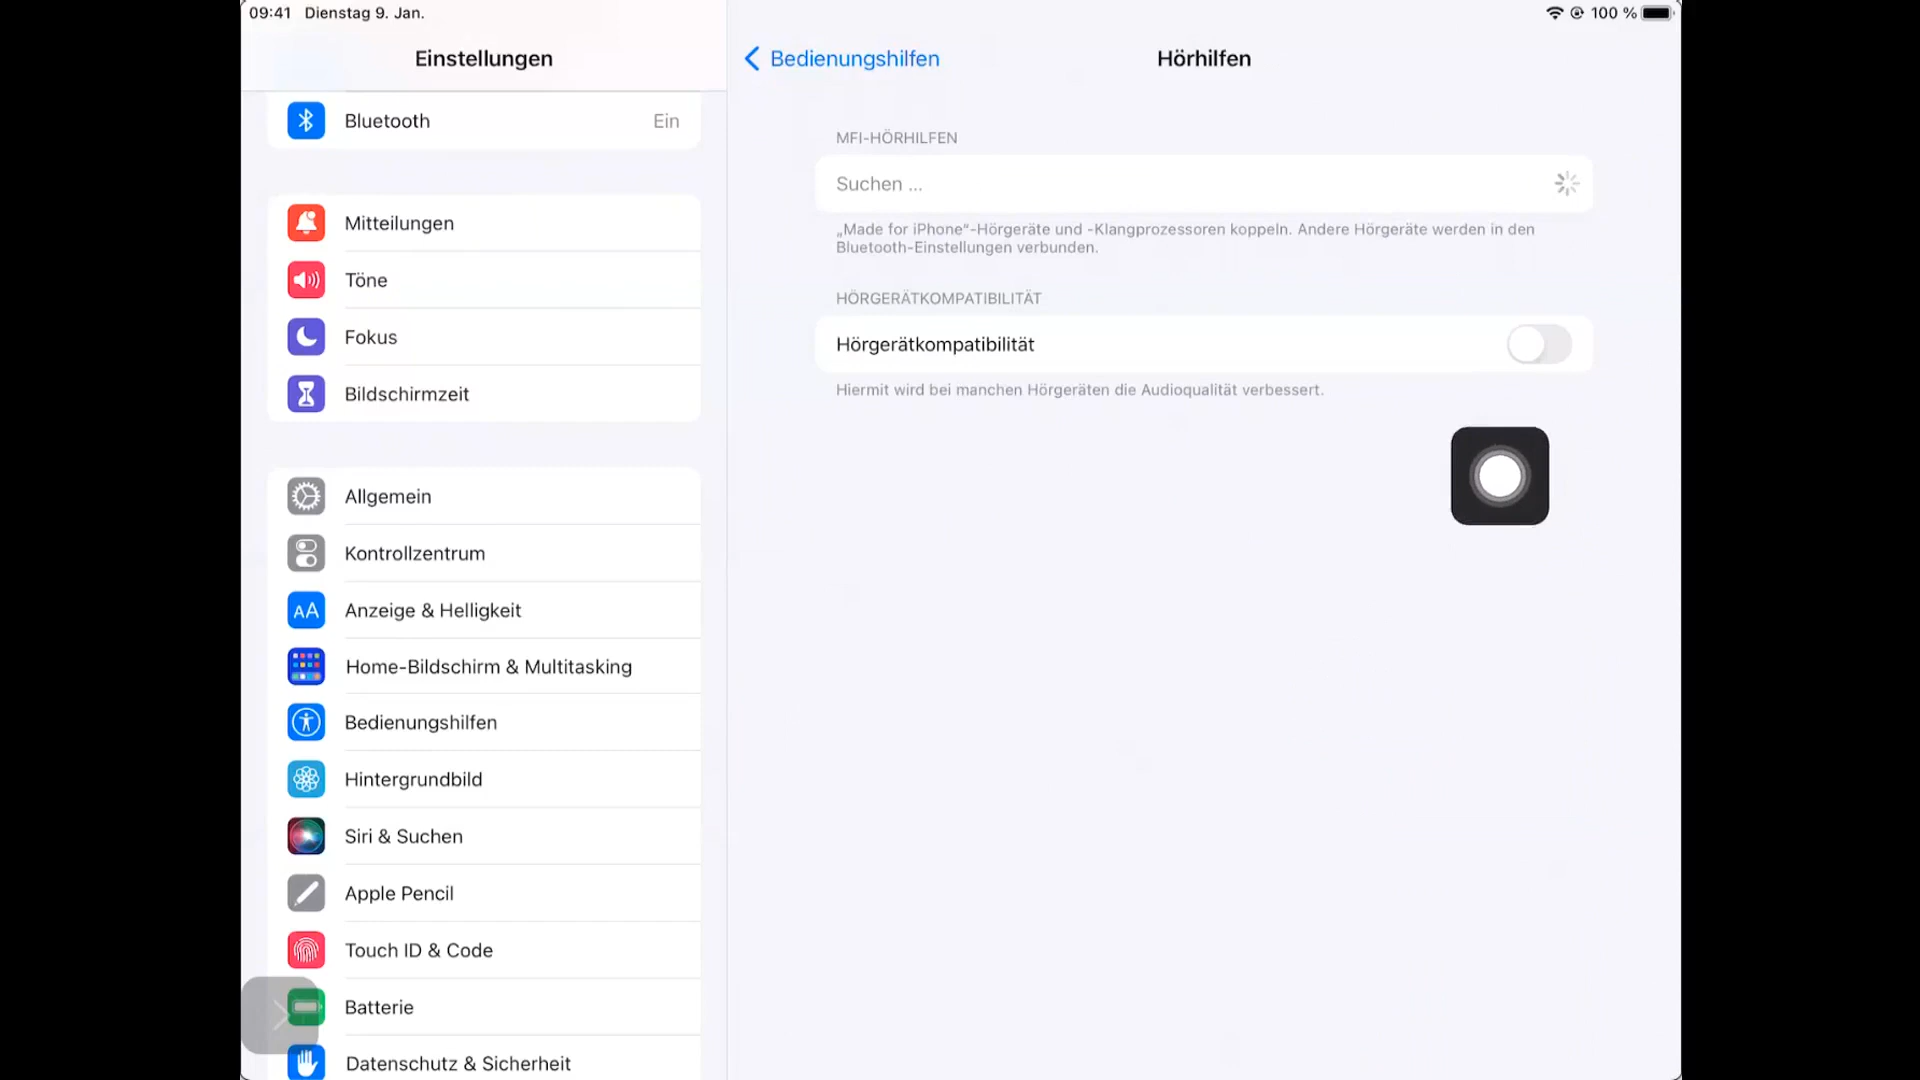 09:41 Dienstag 9. Jan.
100 %
Einstellungen
Bluetooth
Ein
Mitteilungen
Töne
Fokus
Bildschirmzeit
Allgemein
Kontrollzentrum
AA
Anzeige & Helligkeit
Home-Bildschirm & Multitasking
Bedienungshilfen
Hintergrundbild
Siri & Suchen
Apple Pencil
Touch ID & Code
Batterie
Datenschutz & Sicherheit
Bedienungshilfen
Hörhilfen
MFI-HÖRHILFEN
Suchen ...
„Made for iPhone“-Hörgeräte und -Klangprozessoren koppeln. Andere Hörgeräte werden in den
Bluetooth-Einstellungen verbunden.
HÖRGERÄTKOMPATIBILITÄT
Hörgerätkompatibilität
Hiermit wird bei manchen Hörgeräten die Audioqualität verbessert.